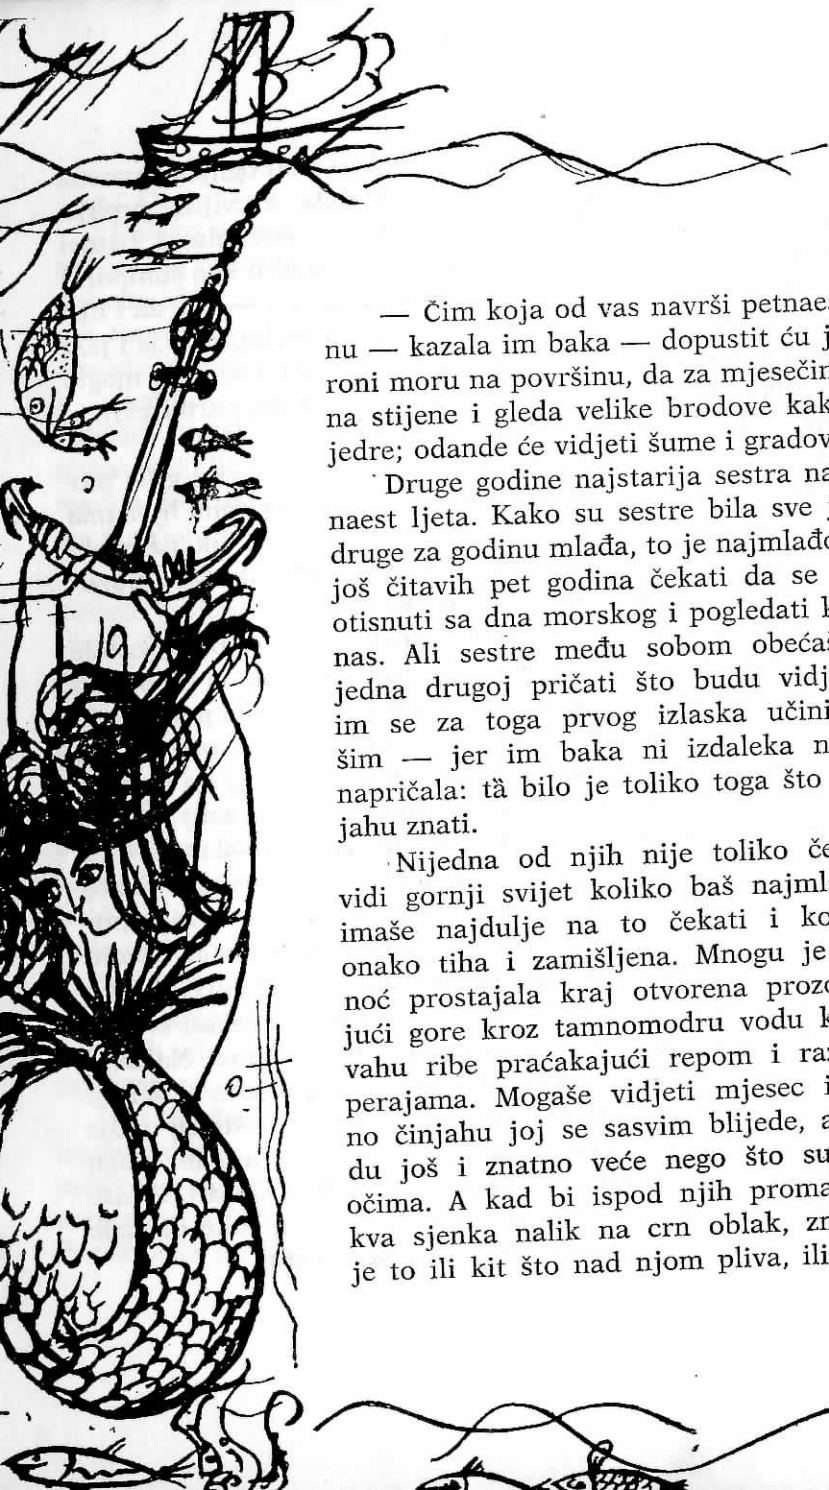 — Čim koja od vas navrši petnaes
nu — kazala im baka — dopustit ću j
roni moru na površinu, da za mjesečin
na stijene i gleda velike brodove kak
jedre; odande će vidjeti šume i gradov
Druge godine najstarija sestra na
naest ljeta. Kako su sestre bila sve
druge za godinu mlađa, to je najmlađo
još čitavih pet godina čekati da se
otisnuti sa dna morskog i pogledati k
nas. Ali sestre među sobom obećaš
jedna drugoj pričati što budu vidj
im se za toga prvog izlaska učini
šim — jer im baka ni izdaleka n
napričala: tȁ bilo je toliko toga što
jahu znati.
Nijedna od njih nije toliko če
vidi gornji svijet koliko baš najml
imaše najdulje na to čekati i ko
onako tiha i zamišljena. Mnogu je
noć prostajala kraj otvorena prozo
jući gore kroz tamnomodru vodu k
vahu ribe praćakajući repom i raz
perajama. Mogaše vidjeti mjesec i
no činjahu joj se sasvim blijede, a
du još i znatno veće nego što su
očima. A kad bi ispod njih proma
kva sjenka nalik na crn oblak, zn
je to ili kit što nad njom pliva, ili